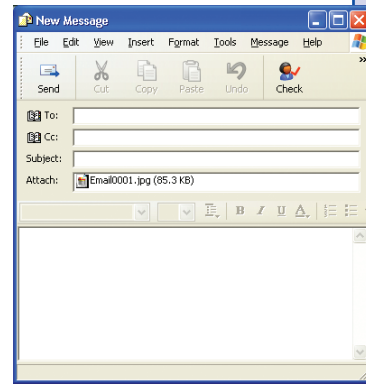 New Message
File Edit View Insert Format Tools Message Help
Send Cut Copy Paste Undo Check
To:
Cc:
Subject:
Attach: Email0001.jpg (85.3 KB)
B I U A